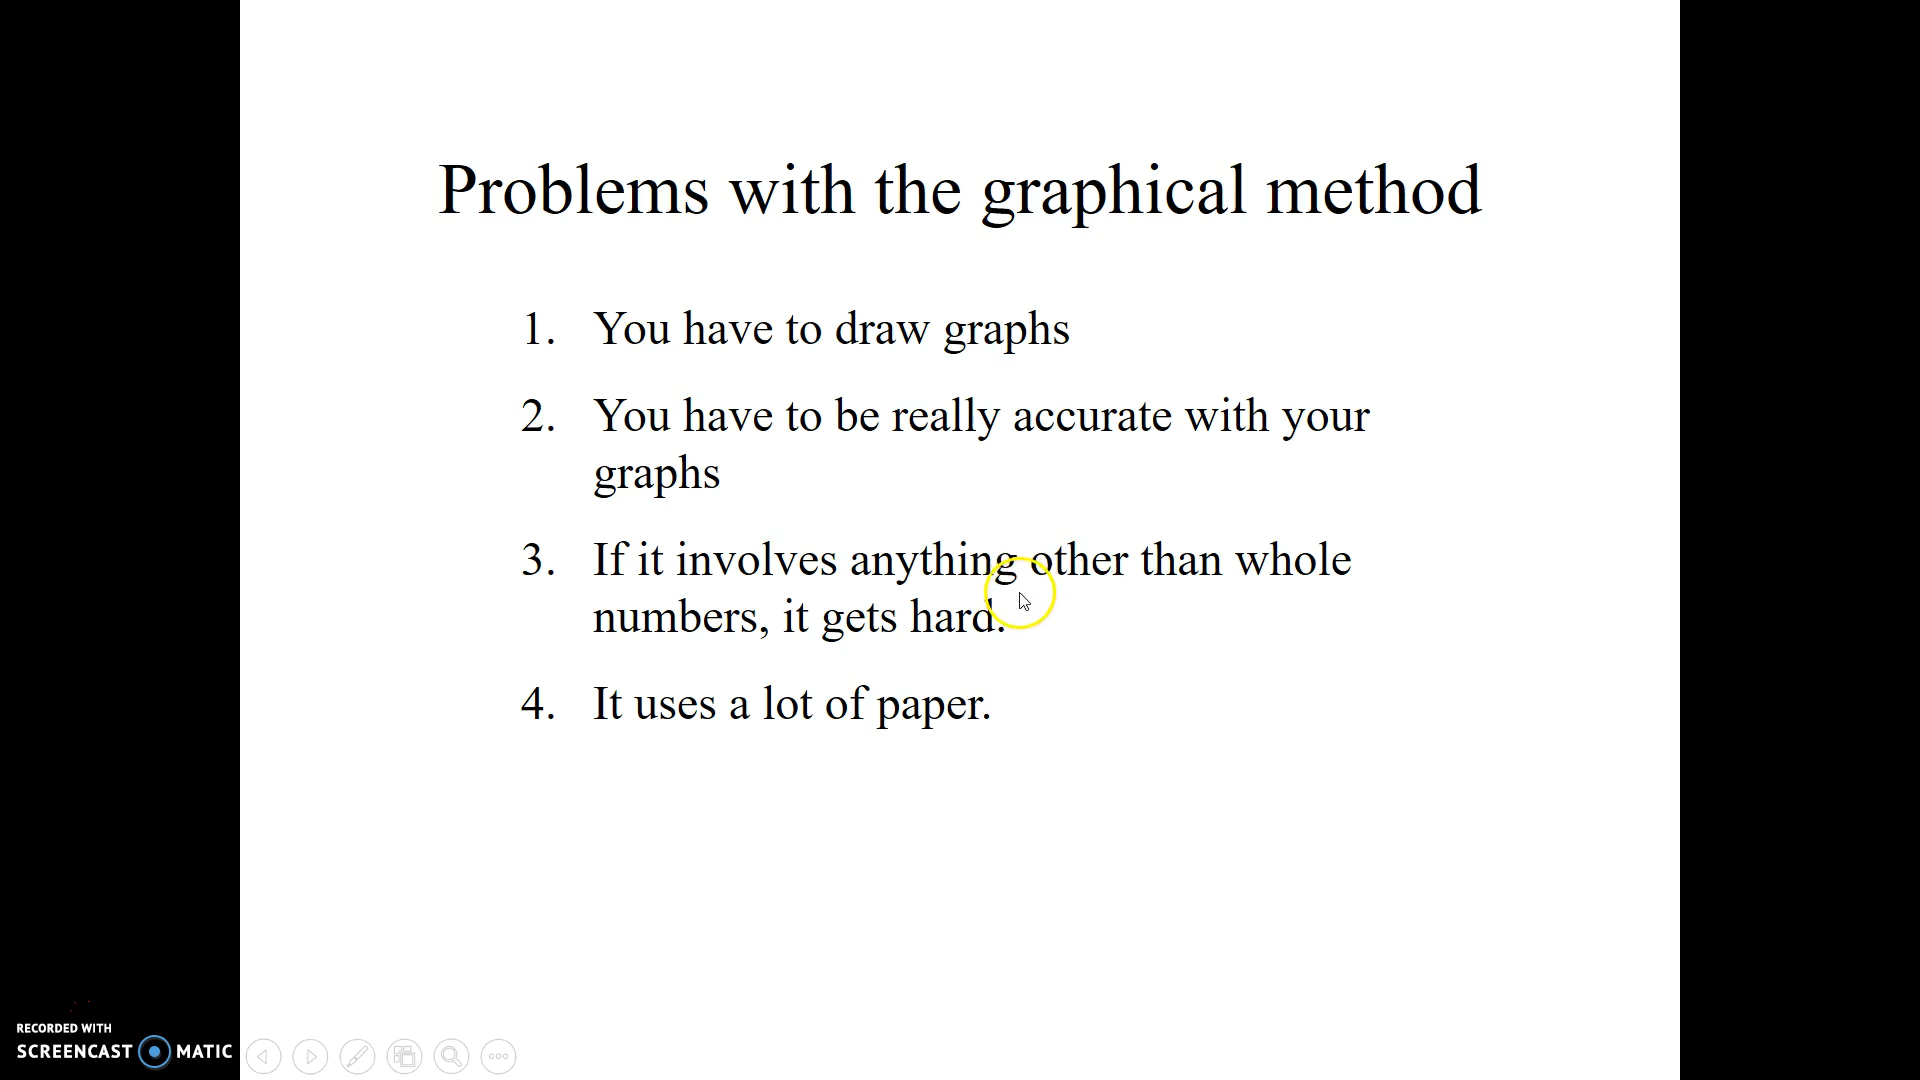 Problems with the graphical method
1. You have to draw graphs
2. You have to be really accurate with your
graphs
3. If it involves anything other than whole
numbers, it gets hard.
4. It uses a lot of paper.
RECORDED WITH
SCREENCAST MATIC